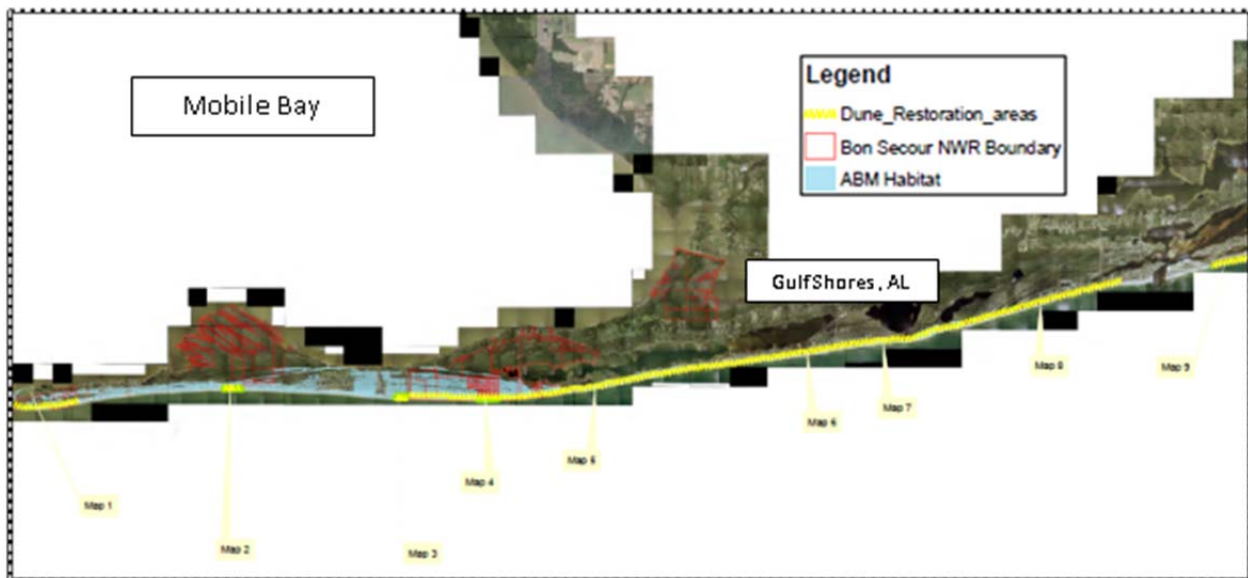 Mobile Bay
Legend
Dune_Restoration_areas
Bon Secour NWR Boundary
ABM Habitat
GulfShores, AL
Map 1
Map 2
Map 3
Map 4
Map 5
Map 6
Map 7
Map 8
Map 9